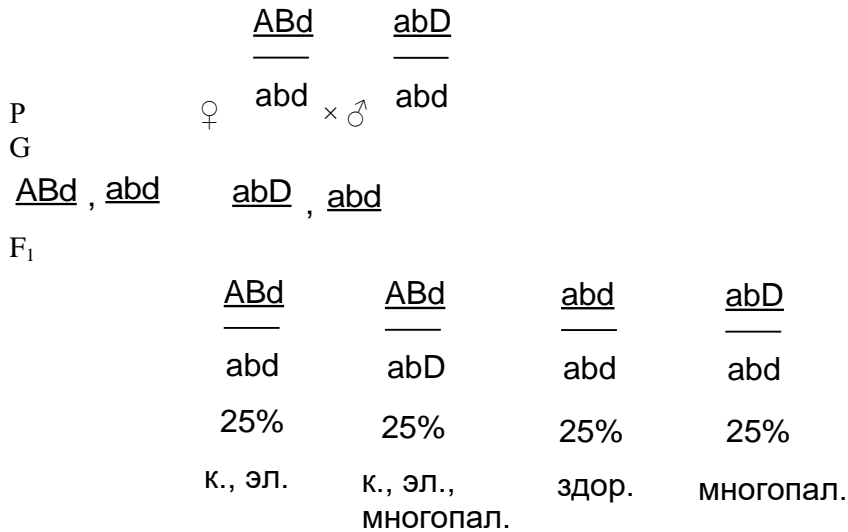 ABd abD
abd abd
P ♀ × ♂
G
ABd , abd abD , abd
F₁
ABd ABd abd abD
abd abD abd abd
25% 25% 25% 25%
к., эл. к., эл., здор. многопал.
многопал.